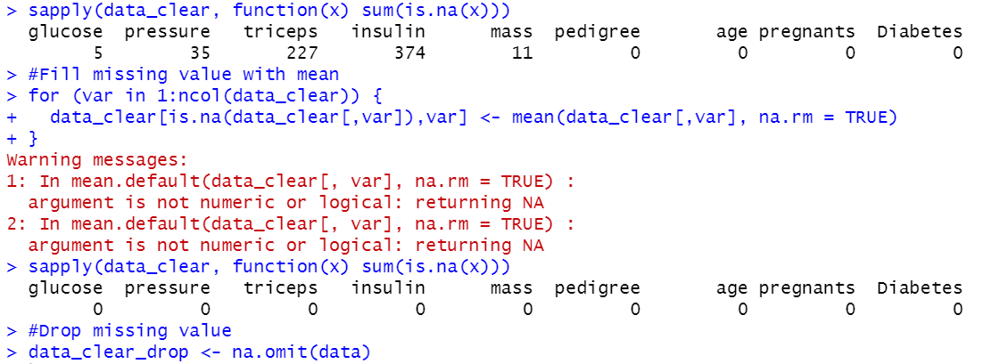 > sapply(data_clear, function(x) sum(is.na(x)))
glucose pressure triceps insulin mass pedigree age pregnants Diabetes
5 35 227 374 11 0 0 0 0
> #Fill missing value with mean
> for (var in 1:ncol(data_clear)) {
+   data_clear[is.na(data_clear[,var]),var] <- mean(data_clear[,var], na.rm = TRUE)
+ }
Warning messages:
1: In mean.default(data_clear[, var], na.rm = TRUE) :
  argument is not numeric or logical: returning NA
2: In mean.default(data_clear[, var], na.rm = TRUE) :
  argument is not numeric or logical: returning NA
> sapply(data_clear, function(x) sum(is.na(x)))
glucose pressure triceps insulin mass pedigree age pregnants Diabetes
0 0 0 0 0 0 0 0 0
> #Drop missing value
> data_clear_drop <- na.omit(data)